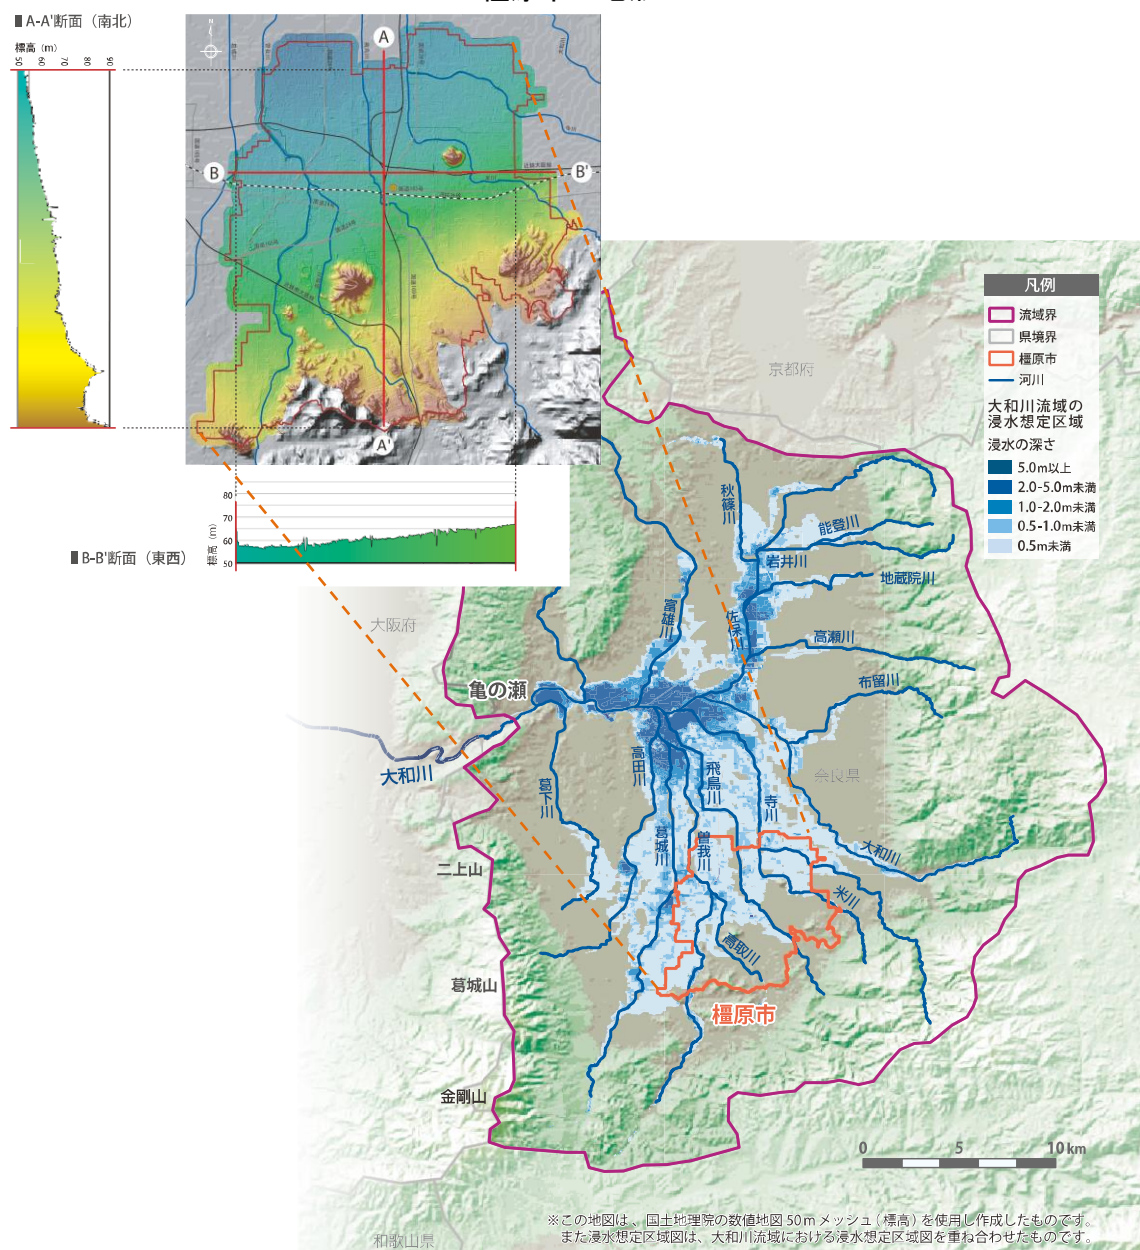 A-A'断面（南北）
標高（m）
50
60
70
80
90
A
B
B'
A'
80
70
60
50
標高（m）
B-B'断面（東西）
凡例
流域界
県境界
橿原市
河川
大和川流域の
浸水想定区域
浸水の深さ
5.0m以上
2.0-5.0m未満
1.0-2.0m未満
0.5-1.0m未満
0.5m未満
京都府
秋篠川
能登川
岩井川
地蔵院川
大阪府
富雄川
佐保川
高瀬川
布留川
亀の瀬
大和川
高田川
飛鳥川
奈良県
葛下川
寺川
葛城川
曽我川
大和川
二上山
米川
高取川
葛城山
橿原市
金剛山
0
5
10km
和歌山県
※この地図は、国土地理院の数値地図50mメッシュ（標高）を使用し作成したものです。
また浸水想定区域図は、大和川流域における浸水想定区域図を重ね合わせたものです。